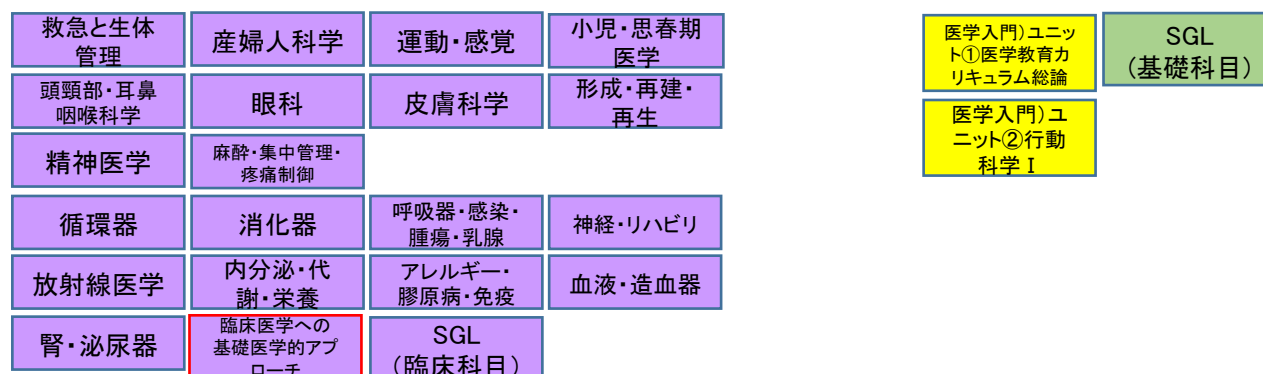 救急と生体
管理
産婦人科学
運動・感覚
小児・思春期
医学
頭頸部・耳鼻
咽喉科学
眼科
皮膚科学
形成・再建・
再生
精神医学
麻酔・集中管理・
疼痛制御
循環器
消化器
呼吸器・感染・
腫瘍・乳腺
神経・リハビリ
放射線医学
内分泌・代
謝・栄養
アレルギー・
膠原病・免疫
血液・造血器
腎・泌尿器
臨床医学への
基礎医学的アプ
ローチ
SGL
（臨床科目）
医学入門）ユニッ
ト①医学教育カ
リキュラム総論
SGL
（基礎科目）
医学入門）ユ
ニット②行動
科学Ⅰ